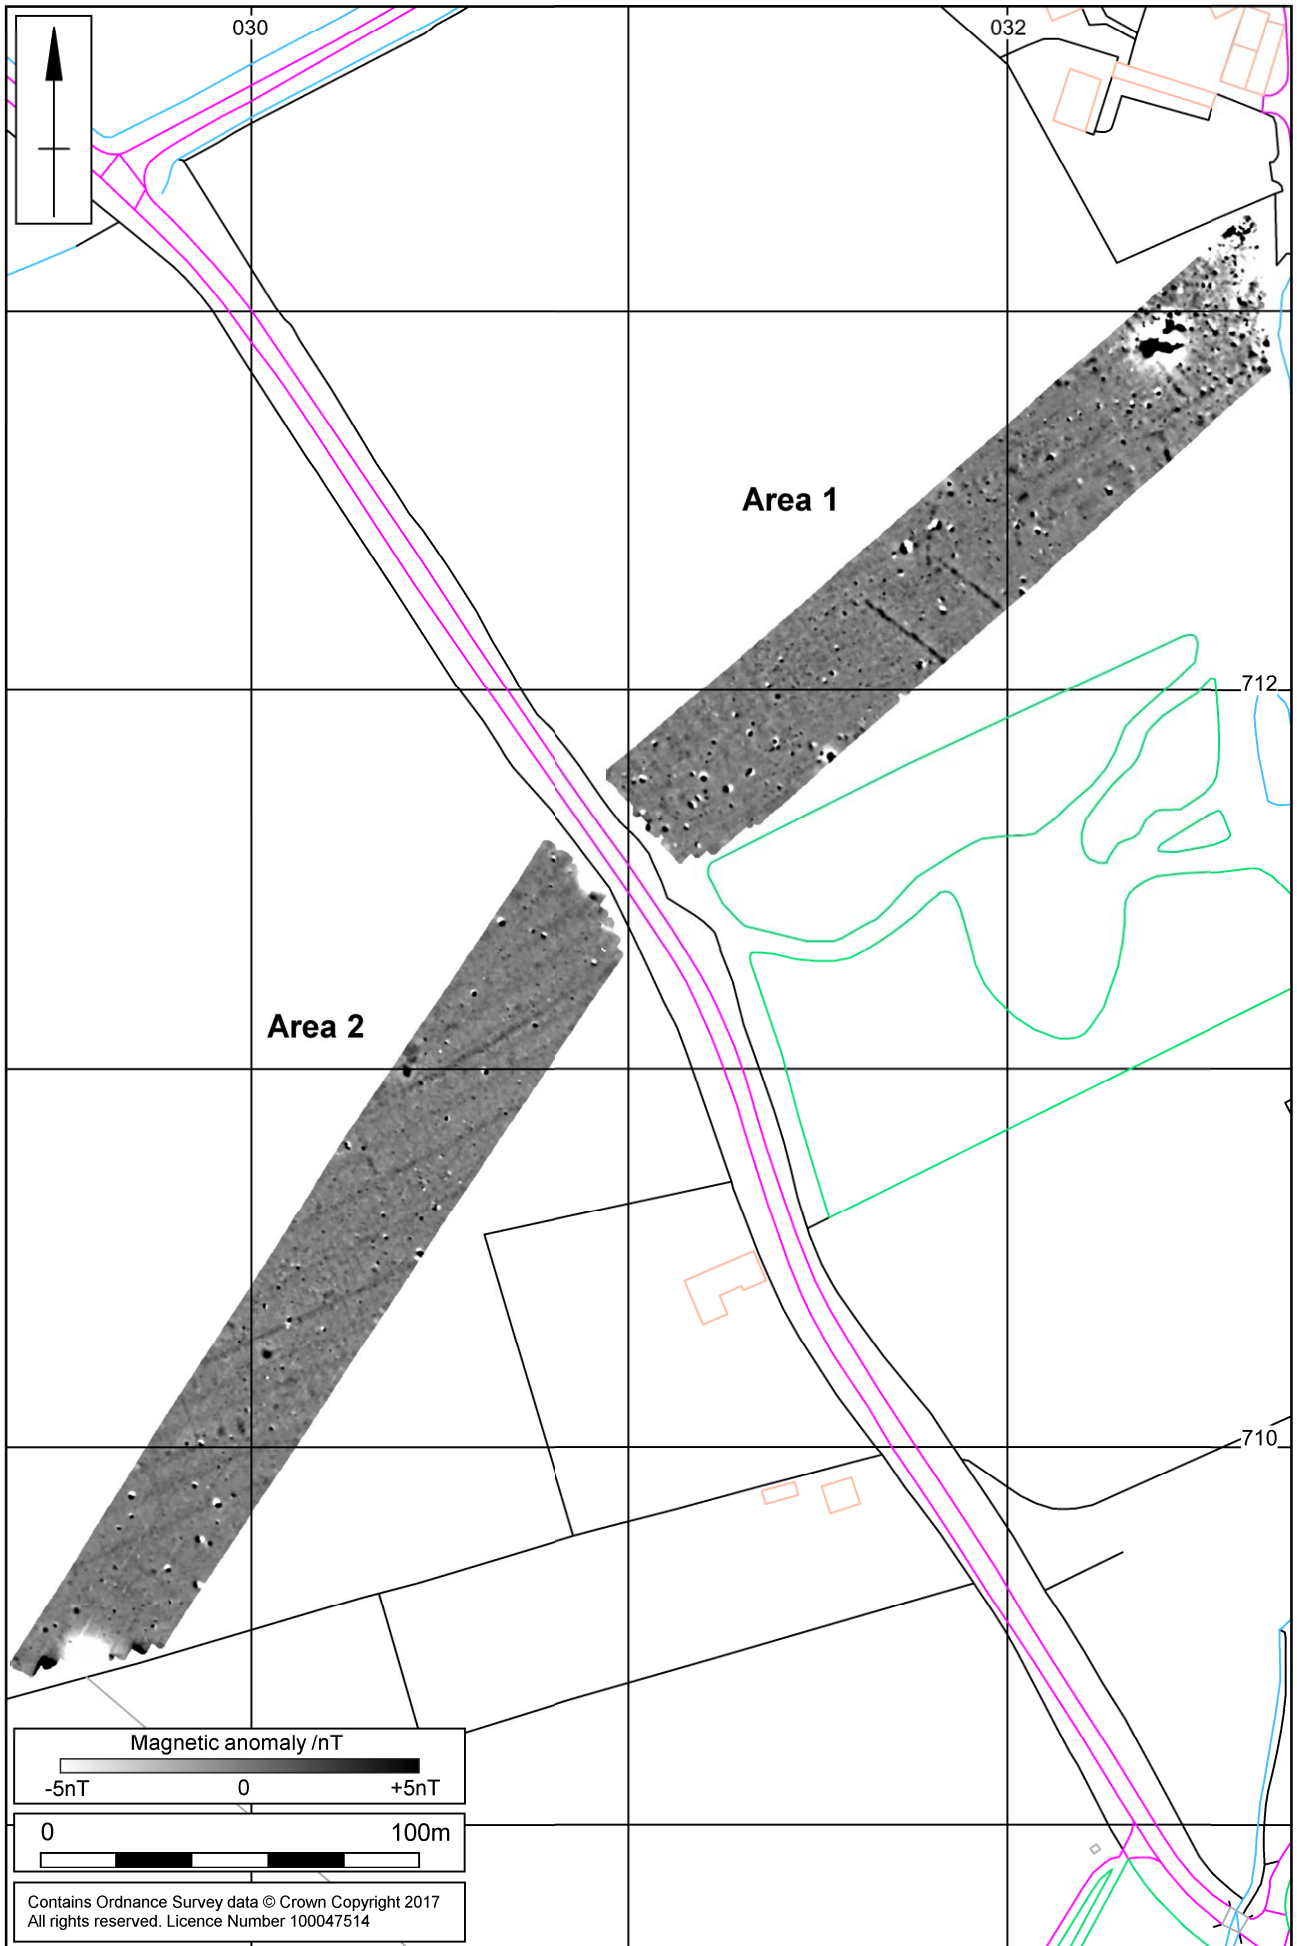 030
032
Area 1
712
Area 2
710
Magnetic anomaly /nT
-5nT 0 +5nT
0 100m
Contains Ordnance Survey data © Crown Copyright 2017
All rights reserved. Licence Number 100047514